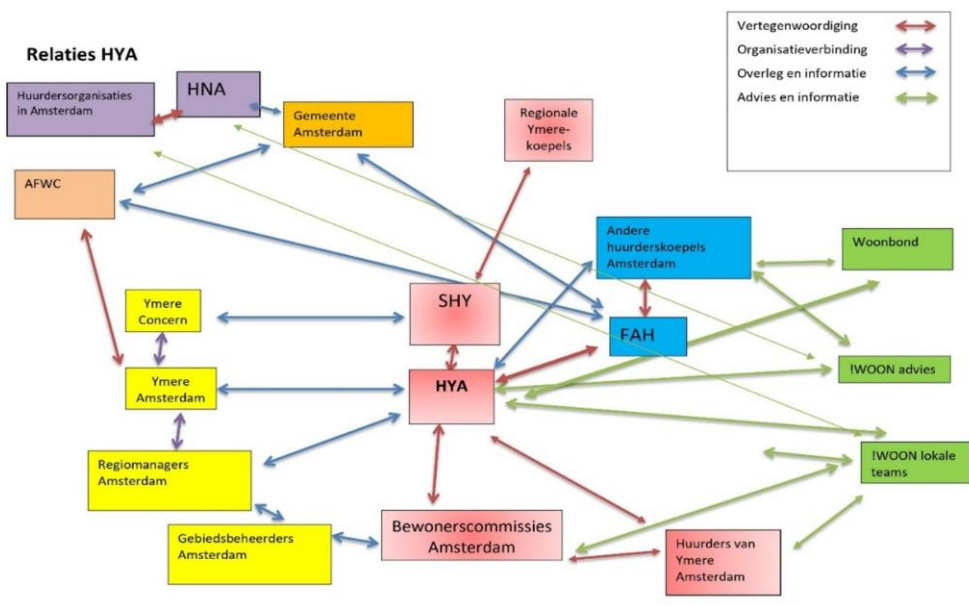 Relaties HYA
Vertegenwoordiging
Organisatieverbinding
Overleg en informatie
Advies en informatie
Huurdersorganisaties
in Amsterdam
HNA
Gemeente
Amsterdam
Regionale
Ymere-
koepels
AFWC
Andere
huurderskoepels
Amsterdam
Woonbond
Ymere
Concern
SHY
FAH
Ymere
Amsterdam
HYA
!WOON advies
Regiomanagers
Amsterdam
!WOON lokale
teams
Gebiedsbeheerders
Amsterdam
Bewonerscommissies
Amsterdam
Huurders van
Ymere
Amsterdam